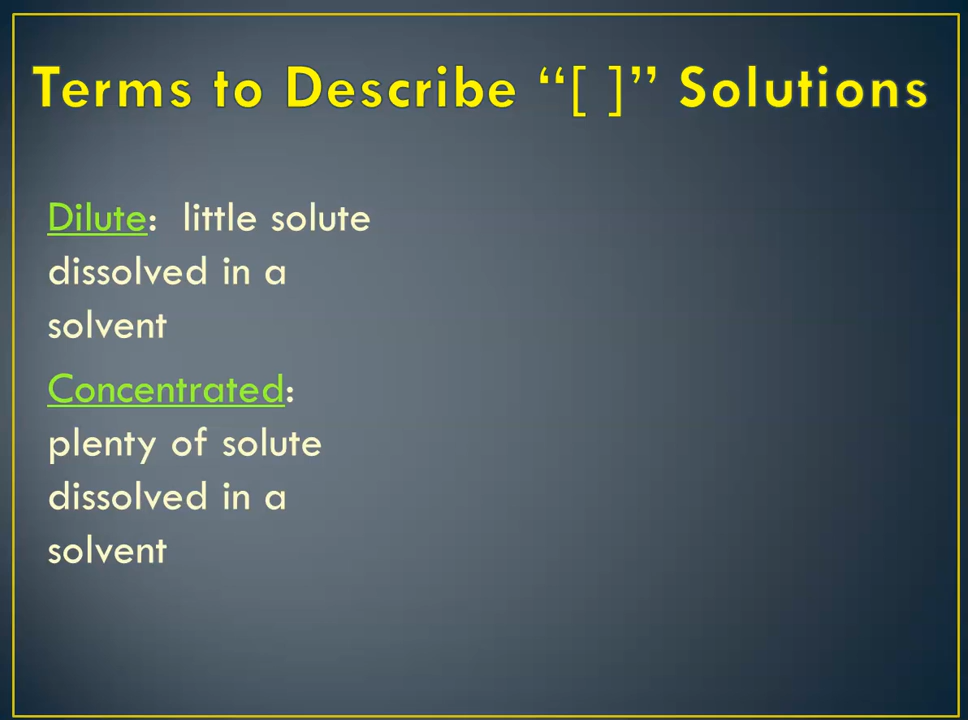 Terms to Describe “[ ]” Solutions
Dilute:  little solute
dissolved in a
solvent
Concentrated:
plenty of solute
dissolved in a
solvent